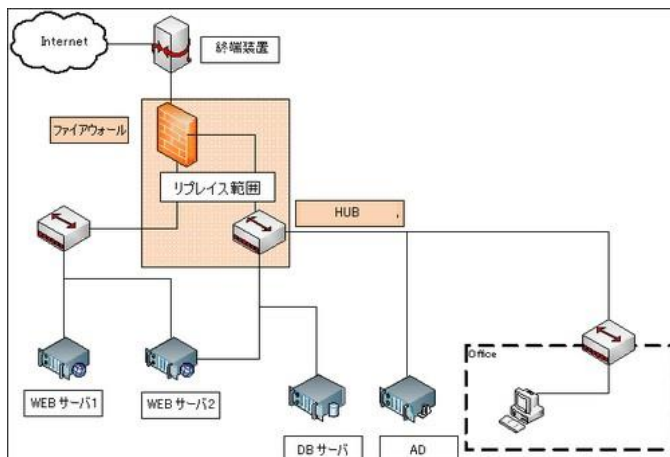 Internet
終端装置
ファイアウォール
リプレイス範囲
HUB
Office
WEBサーバ1
WEBサーバ2
DBサーバ
AD